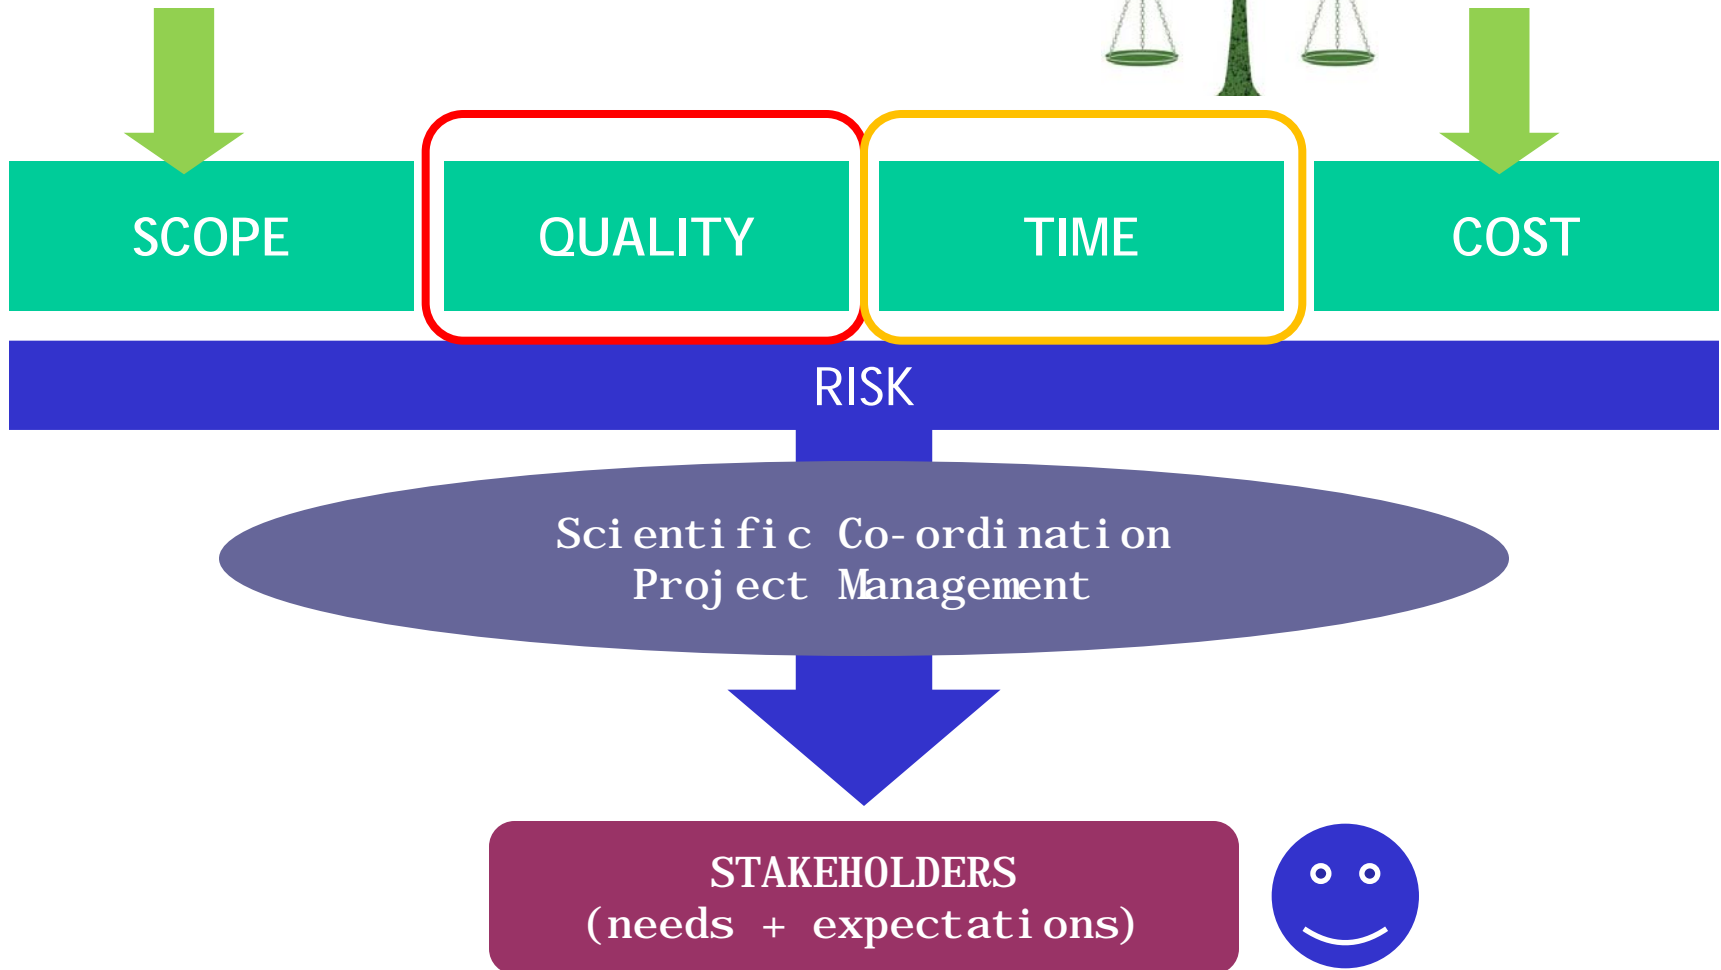 SCOPE QUALITY TIME COST
RISK
Scientific Co-ordination
Project Management
STAKEHOLDERS
(needs + expectations)